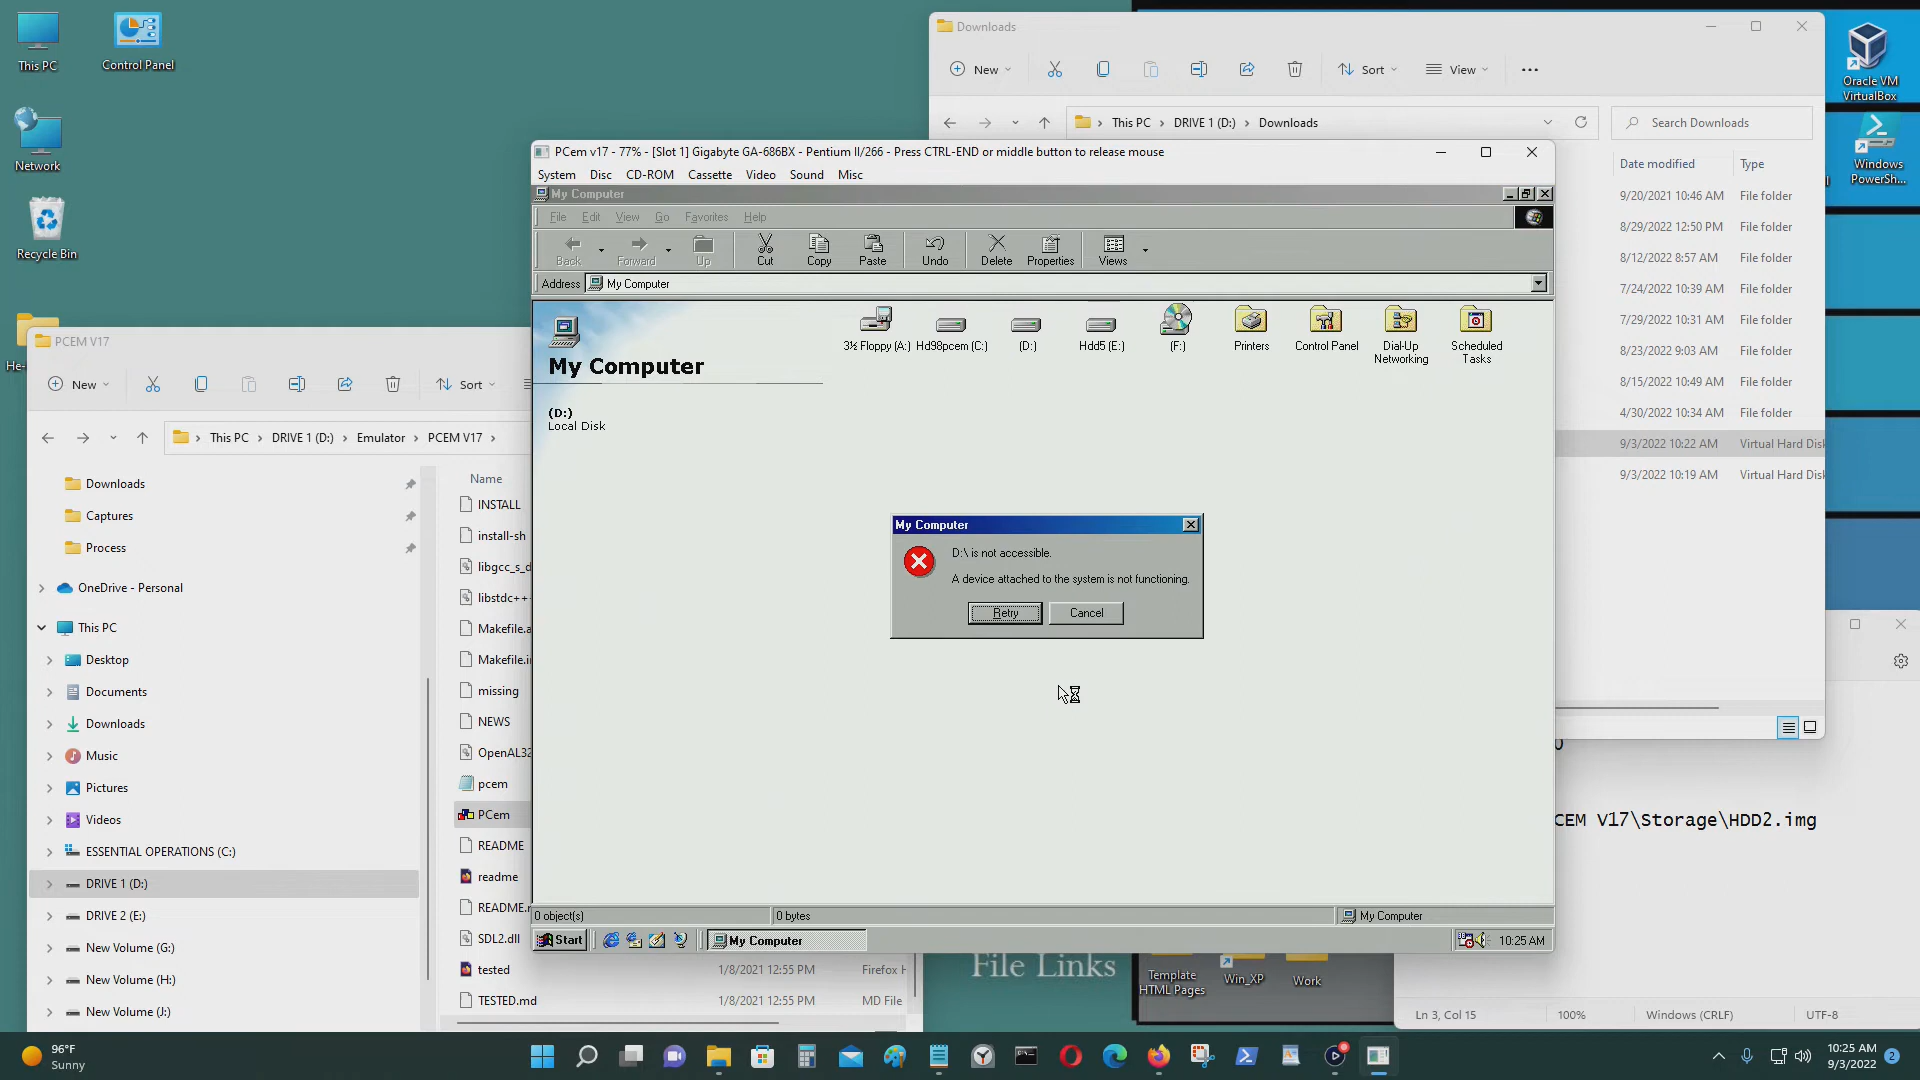 This PC
Control Panel
Network
Recycle Bin
Downloads
New
Sort
View
This PC
DRIVE 1 (D:)
Downloads
Search Downloads
Date modified
Type
9/20/2021 10:46 AM
File folder
8/29/2022 12:50 PM
File folder
8/12/2022 8:57 AM
File folder
7/24/2022 10:39 AM
File folder
7/29/2022 10:31 AM
File folder
8/23/2022 9:03 AM
File folder
8/15/2022 10:49 AM
File folder
4/30/2022 10:34 AM
File folder
9/3/2022 10:22 AM
Virtual Hard Disk
9/3/2022 10:19 AM
Virtual Hard Disk
Oracle VM
VirtualBox
Windows
PowerSh...
PCem v17 - 77% - [Slot 1] Gigabyte GA-686BX - Pentium II/266 - Press CTRL-END or middle button to release mouse
System Disc CD-ROM Cassette Video Sound Misc
My Computer
File Edit View Go Favorites Help
Back
Forward
Up
Cut
Copy
Paste
Undo
Delete
Properties
Views
Address
My Computer
My Computer
(D:)
Local Disk
3½ Floppy (A:)
Hd98pcem (C:)
(D:)
Hdd5 (E:)
(F:)
Printers
Control Panel
Dial-Up
Networking
Scheduled
Tasks
My Computer
D:\ is not accessible.
A device attached to the system is not functioning.
Retry
Cancel
0 object(s)
0 bytes
My Computer
Start
My Computer
10:25 AM
He-
PCEM V17
New
Sort
This PC
DRIVE 1 (D:)
Emulator
PCEM V17
Downloads
Captures
Process
OneDrive - Personal
This PC
Desktop
Documents
Downloads
Music
Pictures
Videos
ESSENTIAL OPERATIONS (C:)
DRIVE 1 (D:)
DRIVE 2 (E:)
New Volume (G:)
New Volume (H:)
New Volume (J:)
Name
INSTALL
install-sh
libgcc_s_d
libstdc++
Makefile.a
Makefile.i
missing
NEWS
OpenAL32
pcem
PCem
README
readme
README.
SDL2.dll
tested
1/8/2021 12:55 PM
Firefox H
TESTED.md
1/8/2021 12:55 PM
MD File
CEM V17\Storage\HDD2.img
Ln 3, Col 15
100%
Windows (CRLF)
UTF-8
File Links
Template
HTML Pages
Win_XP
Work
96°F
Sunny
10:25 AM
9/3/2022
2